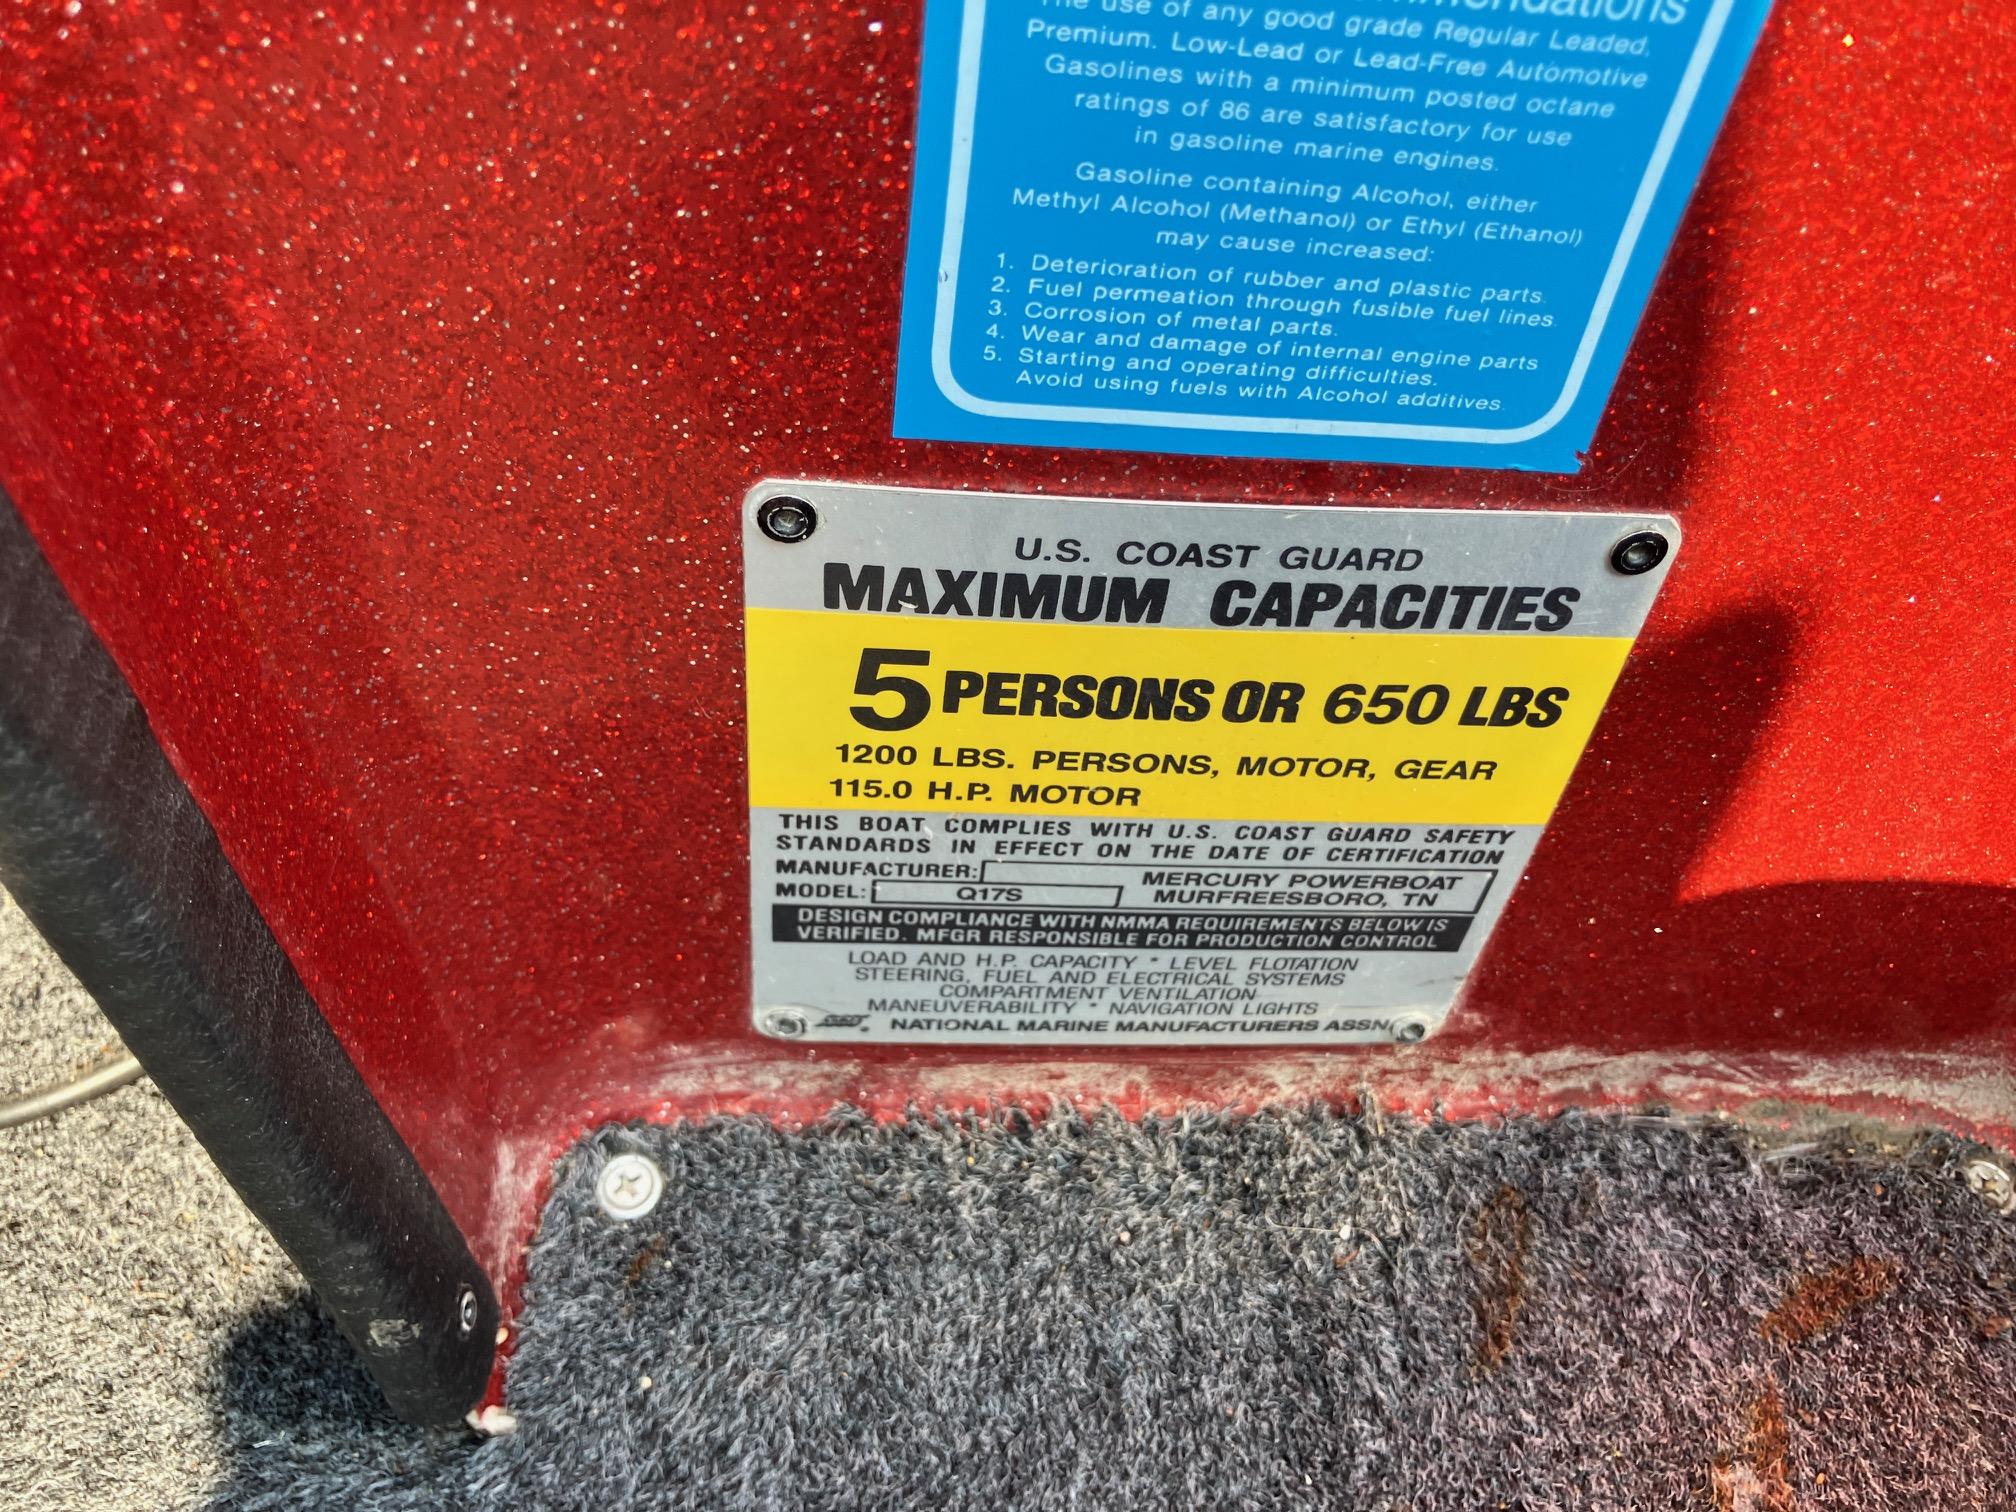 The use of any good grade Regular Leaded,
Premium. Low-Lead or Lead-Free Automotive
Gasolines with a minimum posted octane
ratings of 86 are satisfactory for use
in gasoline marine engines.
Gasoline containing Alcohol, either
Methyl Alcohol (Methanol) or Ethyl (Ethanol)
may cause increased:
1. Deterioration of rubber and plastic parts.
2. Fuel permeation through fusible fuel lines.
3. Corrosion of metal parts.
4. Wear and damage of internal engine parts
5. Starting and operating difficulties.
Avoid using fuels with Alcohol additives.
U.S. COAST GUARD
MAXIMUM CAPACITIES
5 PERSONS OR 650 LBS
1200 LBS. PERSONS, MOTOR, GEAR
115.0 H.P. MOTOR
THIS BOAT COMPLIES WITH U.S. COAST GUARD SAFETY
STANDARDS IN EFFECT ON THE DATE OF CERTIFICATION
MANUFACTURER: MERCURY POWERBOAT
MODEL: Q17S MURFREESBORO, TN
DESIGN COMPLIANCE WITH NMMA REQUIREMENTS BELOW IS
VERIFIED. MFGR RESPONSIBLE FOR PRODUCTION CONTROL
LOAD AND H.P. CAPACITY * LEVEL FLOTATION
STEERING, FUEL AND ELECTRICAL SYSTEMS
COMPARTMENT VENTILATION
MANEUVERABILITY * NAVIGATION LIGHTS
NATIONAL MARINE MANUFACTURERS ASSN